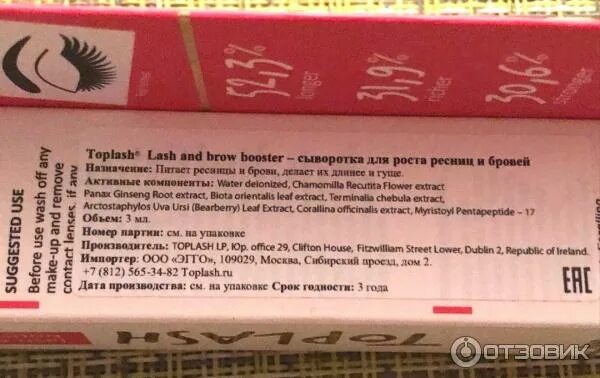 54,3%
longer
31,9%
richer
30,6%
stronger
SUGGESTED USE
Before use wash off any
make-up and remove
contact lenses, if any
Toplash® Lash and brow booster – сыворотка для роста ресниц и бровей
Назначение: Питает ресницы и брови, делает их длиннее и гуще.
Активные компоненты: Water deionized, Chamomilla Recutita Flower extract
Panax Ginseng Root extract, Biota orientalis leaf extract, Terminalia chebula extract,
Arctostaphylos Uva Ursi (Bearberry) Leaf Extract, Corallina officinalis extract, Myristoyl Pentapeptide – 17
Объем: 3 мл.
Номер партии: см. на упаковке
Производитель: TOPLASH LP, Юр. office 29, Clifton House, Fitzwilliam Street Lower, Dublin 2, Republic of Ireland.
Импортер: ООО «ЭГГО», 109029, Москва, Сибирский проезд, дом 2.
+7 (812) 565-34-82 Toplash.ru
Дата производства: см. на упаковке Срок годности: 3 года
EAC
TOPLASH
ОТЗОВИК